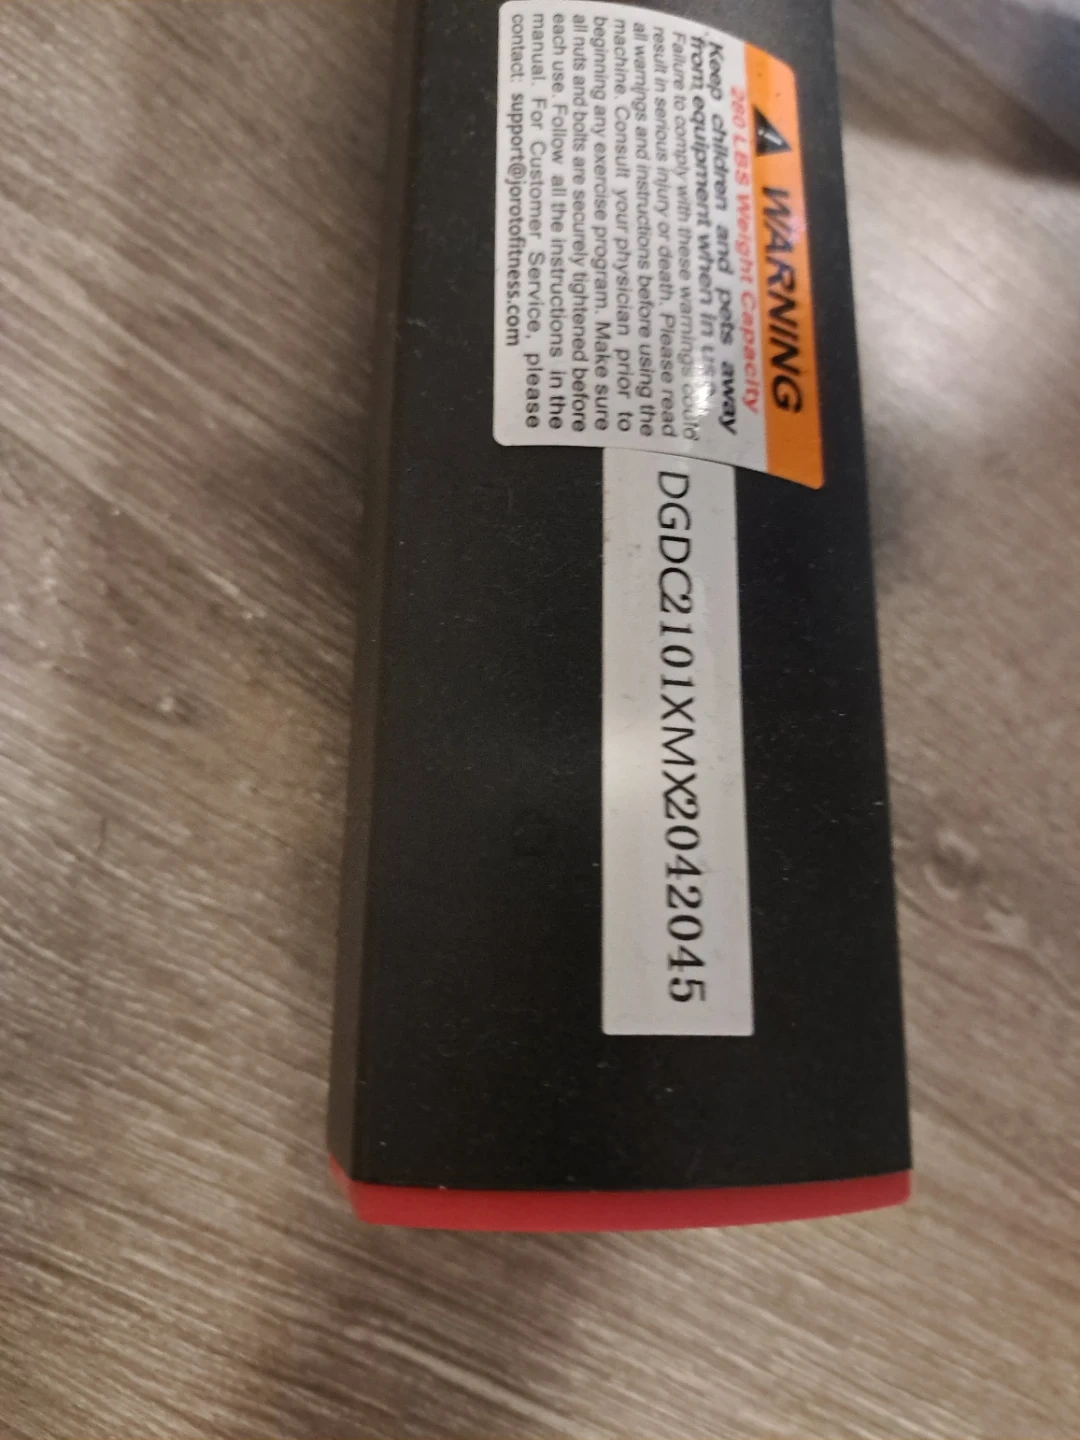 WARNING
280 LBS Weight Capacity
Keep children and pets away
from equipment when in use.
Failure to comply with these warnings could
result in serious injury or death. Please read
all warnings and instructions before using the
machine. Consult your physician prior to
beginning any exercise program. Make sure
all nuts and bolts are securely tightened before
each use. Follow all the instructions in the
manual. For Customer Service, please
contact: support@jorotofitness.com
DGDC2101XMX2042045